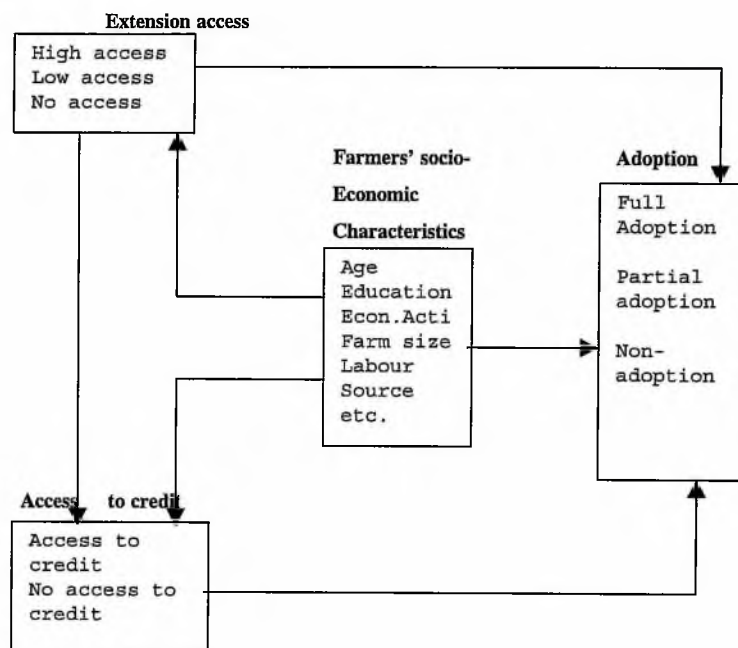 Extension access
High access
Low access
No access
Farmers' socio-
Economic
Characteristics
Age
Education
Econ.Acti
Farm size
Labour
Source
etc.
Adoption
Full
Adoption
Partial
adoption
Non-
adoption
Access to credit
Access to
credit
No access to
credit